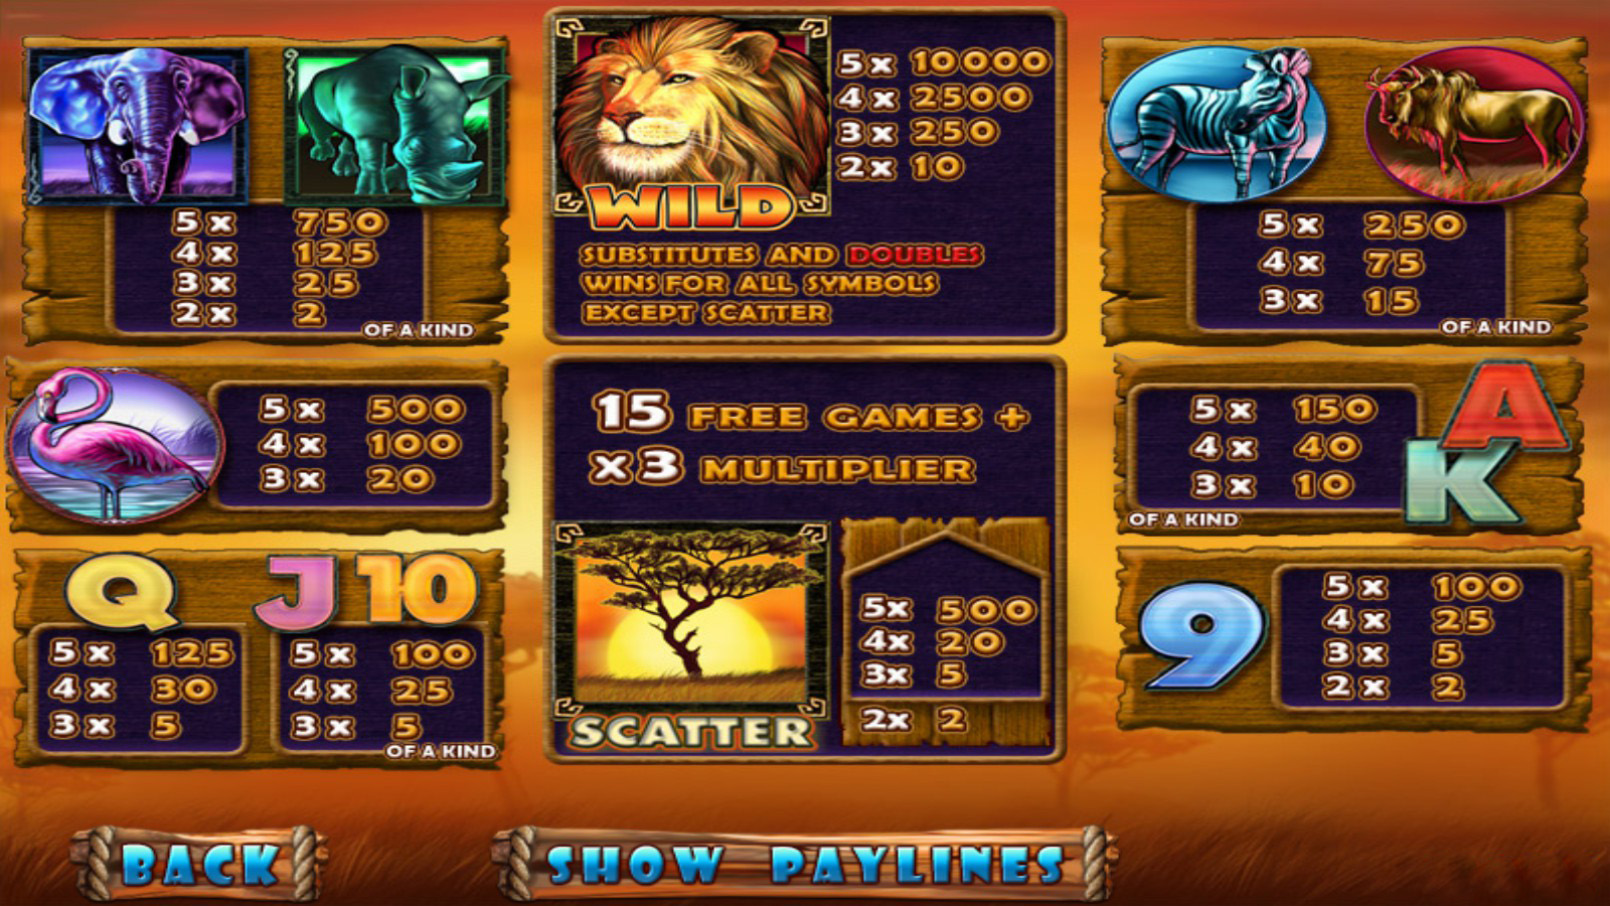 5x 750
4x 125
3x 25
2x 2
OF A KIND
WILD
5x 10000
4x 2500
3x 250
2x 10
SUBSTITUTES AND DOUBLES
WINS FOR ALL SYMBOLS
EXCEPT SCATTER
5x 250
4x 75
3x 15
OF A KIND
5x 500
4x 100
3x 20
15 FREE GAMES +
x3 MULTIPLIER
SCATTER
5x 500
4x 20
3x 5
2x 2
A
K
5x 150
4x 40
3x 10
OF A KIND
Q
5x 125
4x 30
3x 5
J 10
5x 100
4x 25
3x 5
OF A KIND
9
5x 100
4x 25
3x 5
2x 2
BACK
SHOW PAYLINES